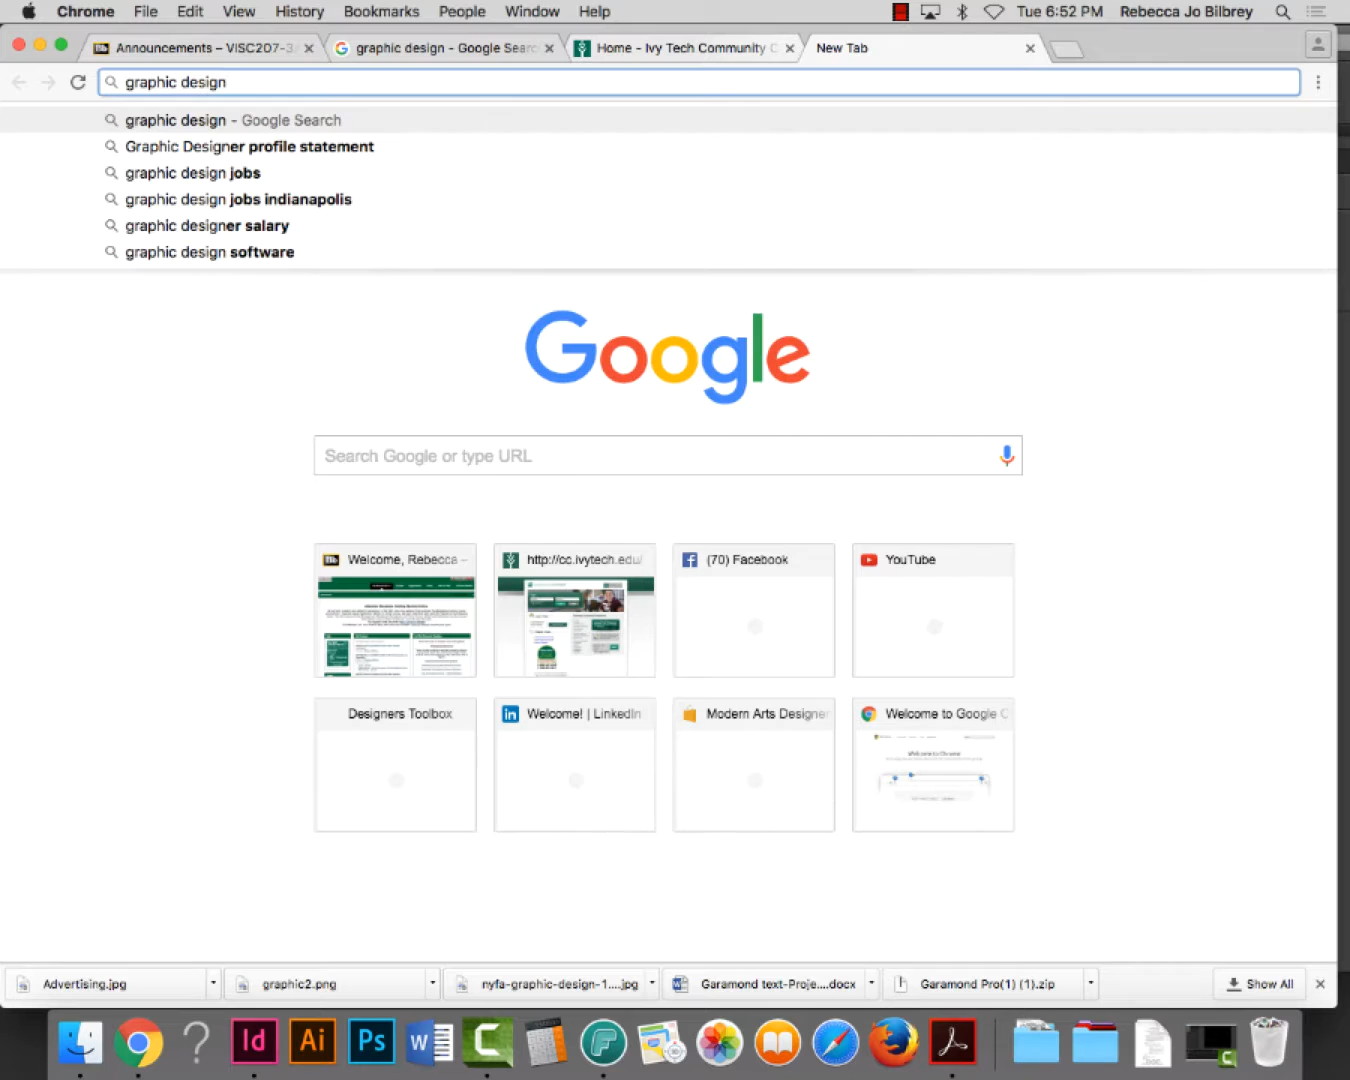 Chrome File Edit View History Bookmarks People Window Help Tue 6:52 PM Rebecca Jo Bilbrey
Announcements – VISC207-3 graphic design - Google Searc Home - Ivy Tech Community C New Tab
graphic design
graphic design - Google Search
Graphic Designer profile statement
graphic design jobs
graphic design jobs indianapolis
graphic designer salary
graphic design software
Google
Search Google or type URL
Welcome, Rebecca – http://cc.ivytech.edu/ (70) Facebook YouTube
Designers Toolbox Welcome! | LinkedIn Modern Arts Designer Welcome to Google C
Advertising.jpg graphic2.png nyfa-graphic-design-1....jpg Garamond text-Proje....docx Garamond Pro(1) (1).zip Show All
Id Ai Ps W C